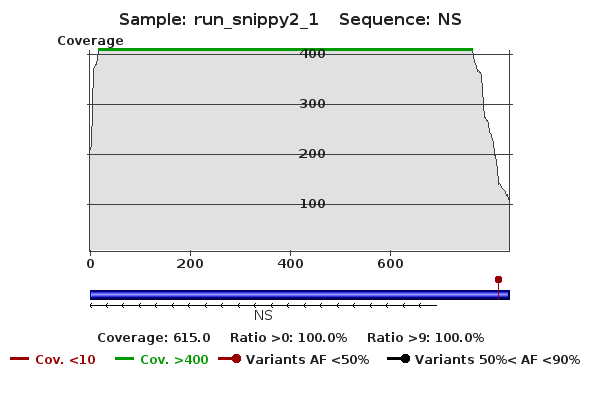 Sample: run_snippy2_1 Sequence: NS
Coverage
400
300
200
100
0 200 400 600
NS
Coverage: 615.0 Ratio >0: 100.0% Ratio >9: 100.0%
Cov. <10 Cov. >400 Variants AF <50% Variants 50%< AF <90%